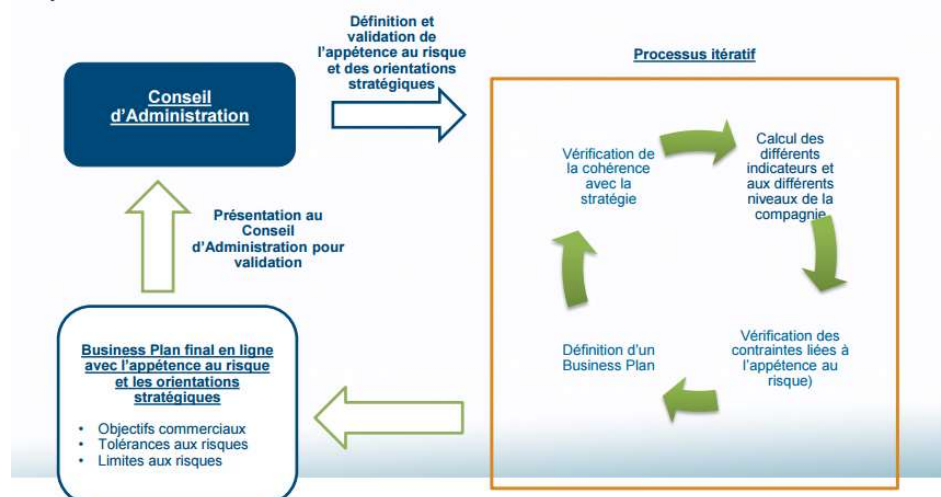 Définition et
validation de
l'appétence au risque
et des orientations
stratégiques
Processus itératif
Conseil
d'Administration
Vérification de
la cohérence
avec la
stratégie
Calcul des
différents
indicateurs et
aux différents
niveaux de la
compagnie
Présentation au
Conseil
d'Administration pour
validation
Business Plan final en ligne
avec l'appétence au risque
et les orientations
stratégiques
• Objectifs commerciaux
• Tolérances aux risques
• Limites aux risques
Définition d'un
Business Plan
Vérification des
contraintes liées à
l'appétence au
risque)